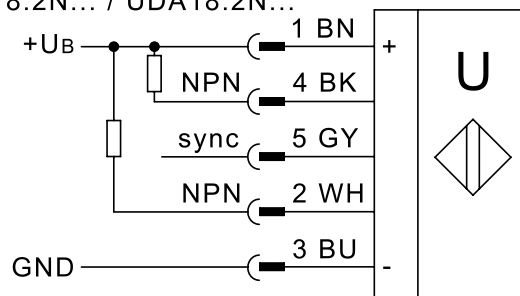 8.2N... / UDA18.2N...
+UB 1 BN +
U
NPN 4 BK
sync 5 GY
NPN 2 WH
GND 3 BU -